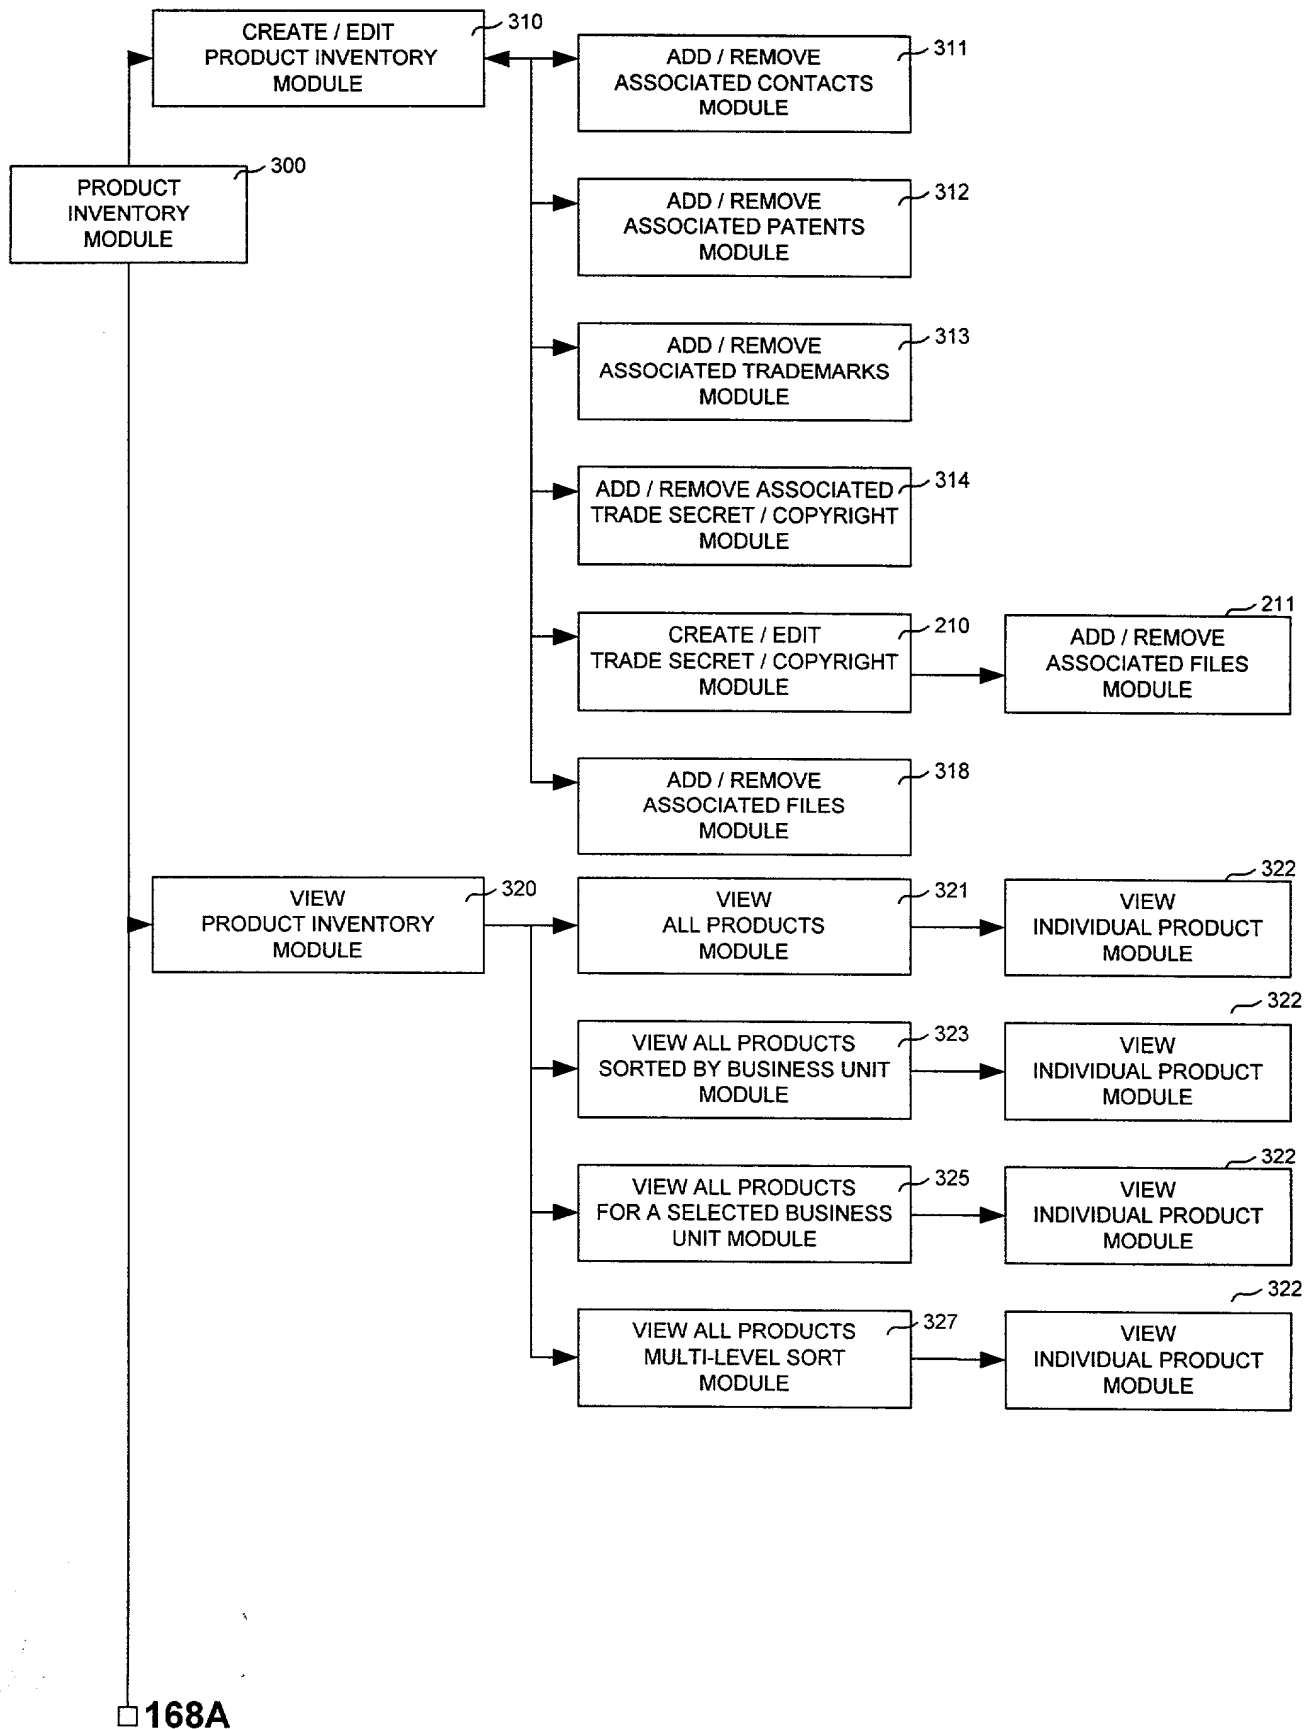 CREATE / EDIT
PRODUCT INVENTORY
MODULE
310
ADD / REMOVE
ASSOCIATED CONTACTS
MODULE
311
PRODUCT
INVENTORY
MODULE
300
ADD / REMOVE
ASSOCIATED PATENTS
MODULE
312
ADD / REMOVE
ASSOCIATED TRADEMARKS
MODULE
313
ADD / REMOVE ASSOCIATED
TRADE SECRET / COPYRIGHT
MODULE
314
CREATE / EDIT
TRADE SECRET / COPYRIGHT
MODULE
210
ADD / REMOVE
ASSOCIATED FILES
MODULE
211
ADD / REMOVE
ASSOCIATED FILES
MODULE
318
VIEW
PRODUCT INVENTORY
MODULE
320
VIEW
ALL PRODUCTS
MODULE
321
VIEW
INDIVIDUAL PRODUCT
MODULE
322
VIEW ALL PRODUCTS
SORTED BY BUSINESS UNIT
MODULE
323
VIEW
INDIVIDUAL PRODUCT
MODULE
322
VIEW ALL PRODUCTS
FOR A SELECTED BUSINESS
UNIT MODULE
325
VIEW
INDIVIDUAL PRODUCT
MODULE
322
VIEW ALL PRODUCTS
MULTI-LEVEL SORT
MODULE
327
VIEW
INDIVIDUAL PRODUCT
MODULE
322
168A